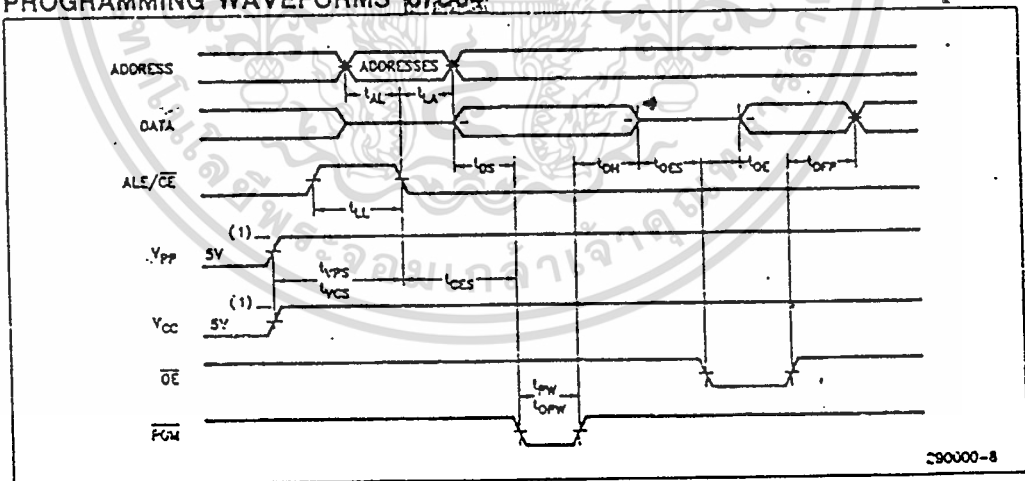 PROGRAMMING WAVEFORMS
ADDRESS
ADDRESSES
tAL
tLA
DATA
tDS
tDH
tOES
tOE
tDFP
ALE/CE
tLL
(1)
VPP
5V
tVPS
tVCS
tCES
(1)
VCC
5V
OE
tPW
tOPW
PGM
290000-8